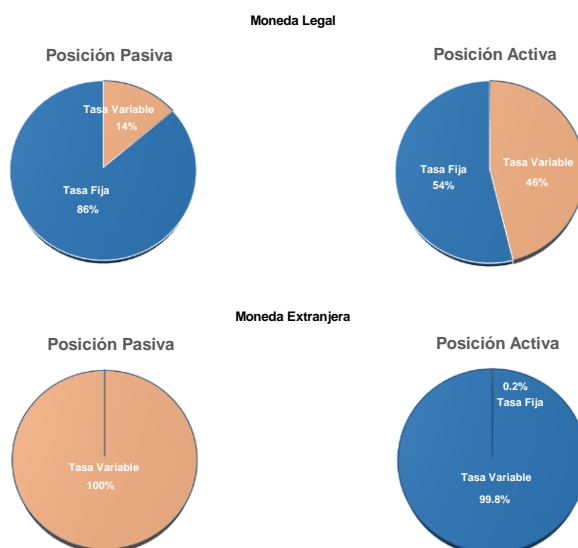 Moneda Legal
Posición Pasiva
Tasa Variable
14%
Tasa Fija
86%
Posición Activa
Tasa Fija
54%
Tasa Variable
46%
Moneda Extranjera
Posición Pasiva
Tasa Variable
100%
Posición Activa
0.2%
Tasa Fija
Tasa Variable
99.8%